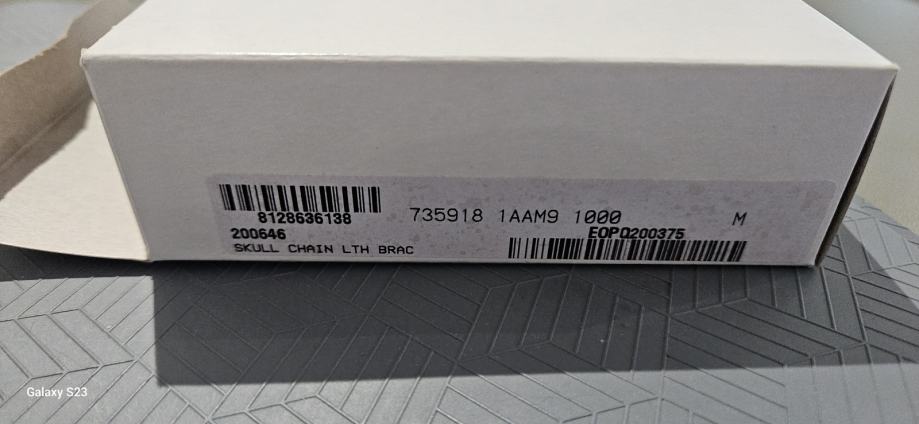 8128636138
735918 1AAM9 1000 M
200646
EOPQ200375
SKULL CHAIN LTH BRAC
Galaxy S23